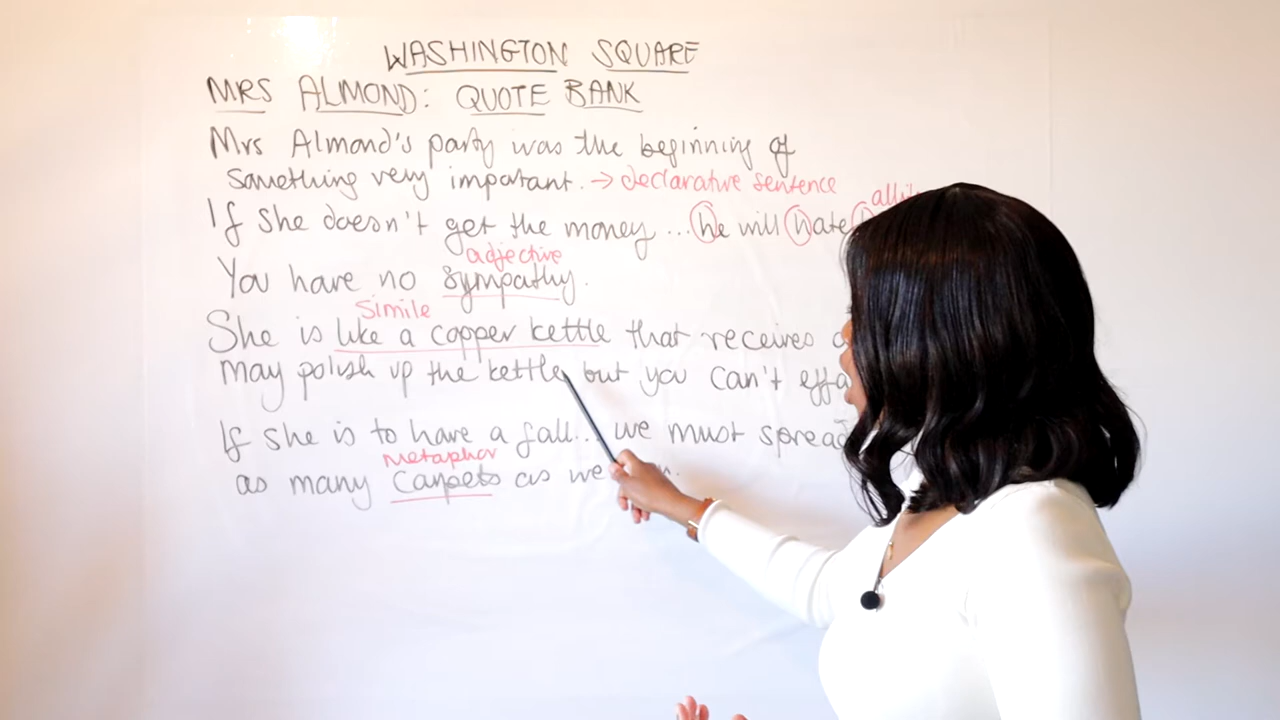 WASHINGTON SQUARE
MRS ALMOND: QUOTE BANK
Mrs Almond's party was the beginning of
something very important. → declarative sentence
If she doesn't get the money ... he will hate
adjective
You have no sympathy.
Simile
She is like a copper kettle that receives
may polish up the kettle but you can't
If she is to have a fall... we must spread
metaphor
as many carpets as we